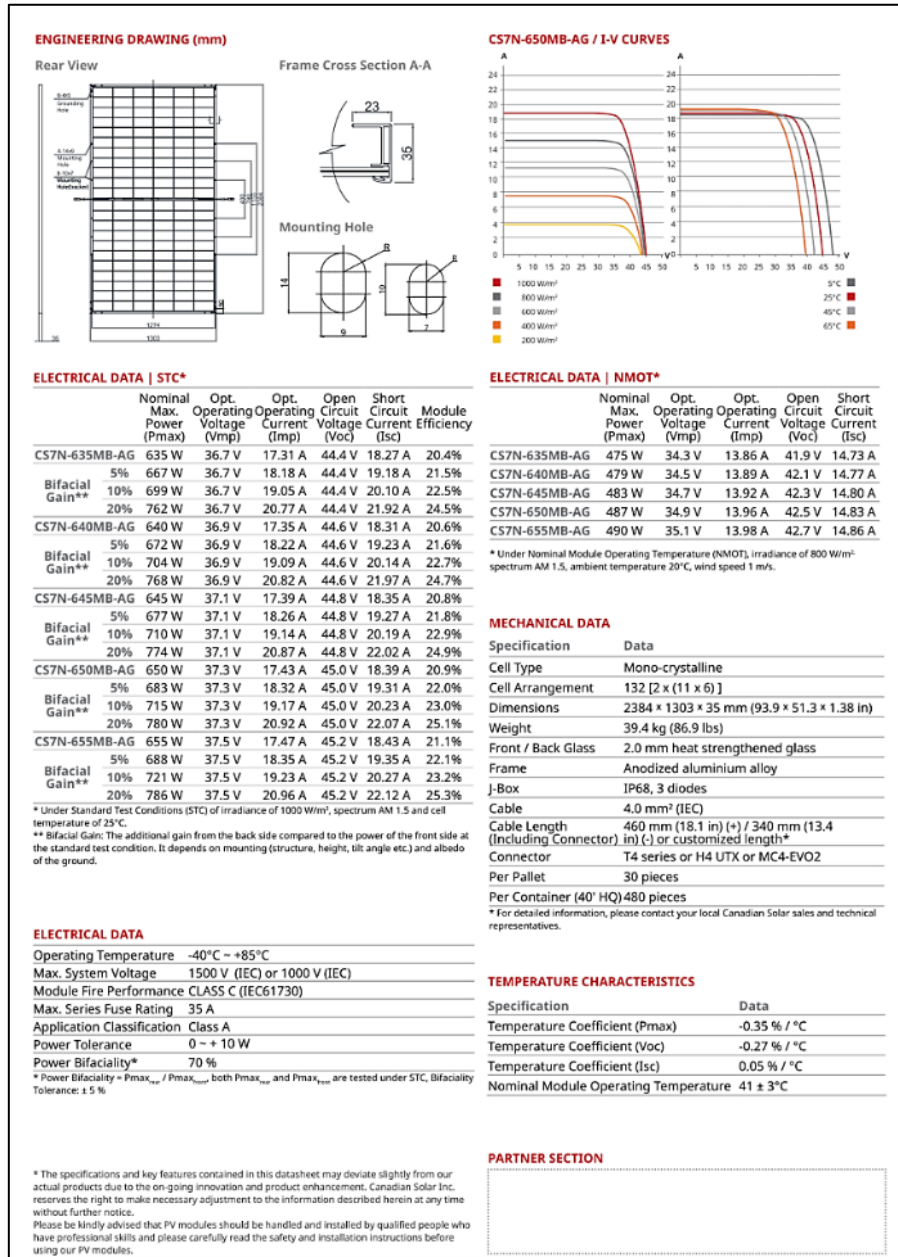 ENGINEERING DRAWING (mm)
Rear View
Grounding
Hole
Mounting
Hole
Mounting
1274
1303
35
Frame Cross Section A-A
23
35
Mounting Hole
R
14
9
R
10
7
CS7N-650MB-AG / I-V CURVES
A
24
22
20
18
16
14
12
10
8
6
4
2
0
V
5 10 15 20 25 30 35 40 45 50
1000 W/m²
800 W/m²
600 W/m²
400 W/m²
200 W/m²
A
24
22
20
18
16
14
12
10
8
6
4
2
0
V
5 10 15 20 25 30 35 40 45 50
5°C
25°C
45°C
65°C
ELECTRICAL DATA | STC*
Nominal Max. Power (Pmax) Opt. Operating Voltage (Vmp) Opt. Operating Current (Imp) Open Circuit Voltage (Voc) Short Circuit Current (Isc) Module Efficiency
CS7N-635MB-AG 635 W 36.7 V 17.31 A 44.4 V 18.27 A 20.4%
Bifacial Gain**
5% 667 W 36.7 V 18.18 A 44.4 V 19.18 A 21.5%
10% 699 W 36.7 V 19.05 A 44.4 V 20.10 A 22.5%
20% 762 W 36.7 V 20.77 A 44.4 V 21.92 A 24.5%
CS7N-640MB-AG 640 W 36.9 V 17.35 A 44.6 V 18.31 A 20.6%
Bifacial Gain**
5% 672 W 36.9 V 18.22 A 44.6 V 19.23 A 21.6%
10% 704 W 36.9 V 19.09 A 44.6 V 20.14 A 22.7%
20% 768 W 36.9 V 20.82 A 44.6 V 21.97 A 24.7%
CS7N-645MB-AG 645 W 37.1 V 17.39 A 44.8 V 18.35 A 20.8%
Bifacial Gain**
5% 677 W 37.1 V 18.26 A 44.8 V 19.27 A 21.8%
10% 710 W 37.1 V 19.14 A 44.8 V 20.19 A 22.9%
20% 774 W 37.1 V 20.87 A 44.8 V 22.02 A 24.9%
CS7N-650MB-AG 650 W 37.3 V 17.43 A 45.0 V 18.39 A 20.9%
Bifacial Gain**
5% 683 W 37.3 V 18.32 A 45.0 V 19.31 A 22.0%
10% 715 W 37.3 V 19.17 A 45.0 V 20.23 A 23.0%
20% 780 W 37.3 V 20.92 A 45.0 V 22.07 A 25.1%
CS7N-655MB-AG 655 W 37.5 V 17.47 A 45.2 V 18.43 A 21.1%
Bifacial Gain**
5% 688 W 37.5 V 18.35 A 45.2 V 19.35 A 22.1%
10% 721 W 37.5 V 19.23 A 45.2 V 20.27 A 23.2%
20% 786 W 37.5 V 20.96 A 45.2 V 22.12 A 25.3%
* Under Standard Test Conditions (STC) of irradiance of 1000 W/m², spectrum AM 1.5 and cell
temperature of 25°C.
** Bifacial Gain: The additional gain from the back side compared to the power of the front side at
the standard test condition. It depends on mounting (structure, height, tilt angle etc.) and albedo
of the ground.
ELECTRICAL DATA | NMOT*
Nominal Max. Power (Pmax) Opt. Operating Voltage (Vmp) Opt. Operating Current (Imp) Open Circuit Voltage (Voc) Short Circuit Current (Isc)
CS7N-635MB-AG 475 W 34.3 V 13.86 A 41.9 V 14.73 A
CS7N-640MB-AG 479 W 34.5 V 13.89 A 42.1 V 14.77 A
CS7N-645MB-AG 483 W 34.7 V 13.92 A 42.3 V 14.80 A
CS7N-650MB-AG 487 W 34.9 V 13.96 A 42.5 V 14.83 A
CS7N-655MB-AG 490 W 35.1 V 13.98 A 42.7 V 14.86 A
* Under Nominal Module Operating Temperature (NMOT), irradiance of 800 W/m²,
spectrum AM 1.5, ambient temperature 20°C, wind speed 1 m/s.
MECHANICAL DATA
Specification Data
Cell Type Mono-crystalline
Cell Arrangement 132 [2 x (11 x 6) ]
Dimensions 2384 × 1303 × 35 mm (93.9 × 51.3 × 1.38 in)
Weight 39.4 kg (86.9 lbs)
Front / Back Glass 2.0 mm heat strengthened glass
Frame Anodized aluminium alloy
J-Box IP68, 3 diodes
Cable 4.0 mm² (IEC)
Cable Length 460 mm (18.1 in) (+) / 340 mm (13.4
(Including Connector) in) (-) or customized length*
Connector T4 series or H4 UTX or MC4-EVO2
Per Pallet 30 pieces
Per Container (40' HQ) 480 pieces
* For detailed information, please contact your local Canadian Solar sales and technical
representatives.
ELECTRICAL DATA
Operating Temperature -40°C ~ +85°C
Max. System Voltage 1500 V (IEC) or 1000 V (IEC)
Module Fire Performance CLASS C (IEC61730)
Max. Series Fuse Rating 35 A
Application Classification Class A
Power Tolerance 0 ~ + 10 W
Power Bifaciality* 70 %
* Power Bifaciality = Pmax / Pmax, both Pmax and Pmax are tested under STC, Bifaciality
Tolerance: ± 5 %
TEMPERATURE CHARACTERISTICS
Specification Data
Temperature Coefficient (Pmax) -0.35 % / °C
Temperature Coefficient (Voc) -0.27 % / °C
Temperature Coefficient (Isc) 0.05 % / °C
Nominal Module Operating Temperature 41 ± 3°C
* The specifications and key features contained in this datasheet may deviate slightly from our
actual products due to the on-going innovation and product enhancement. Canadian Solar Inc.
reserves the right to make necessary adjustment to the information described herein at any time
without further notice.
Please be kindly advised that PV modules should be handled and installed by qualified people who
have professional skills and please carefully read the safety and installation instructions before
using our PV modules.
PARTNER SECTION